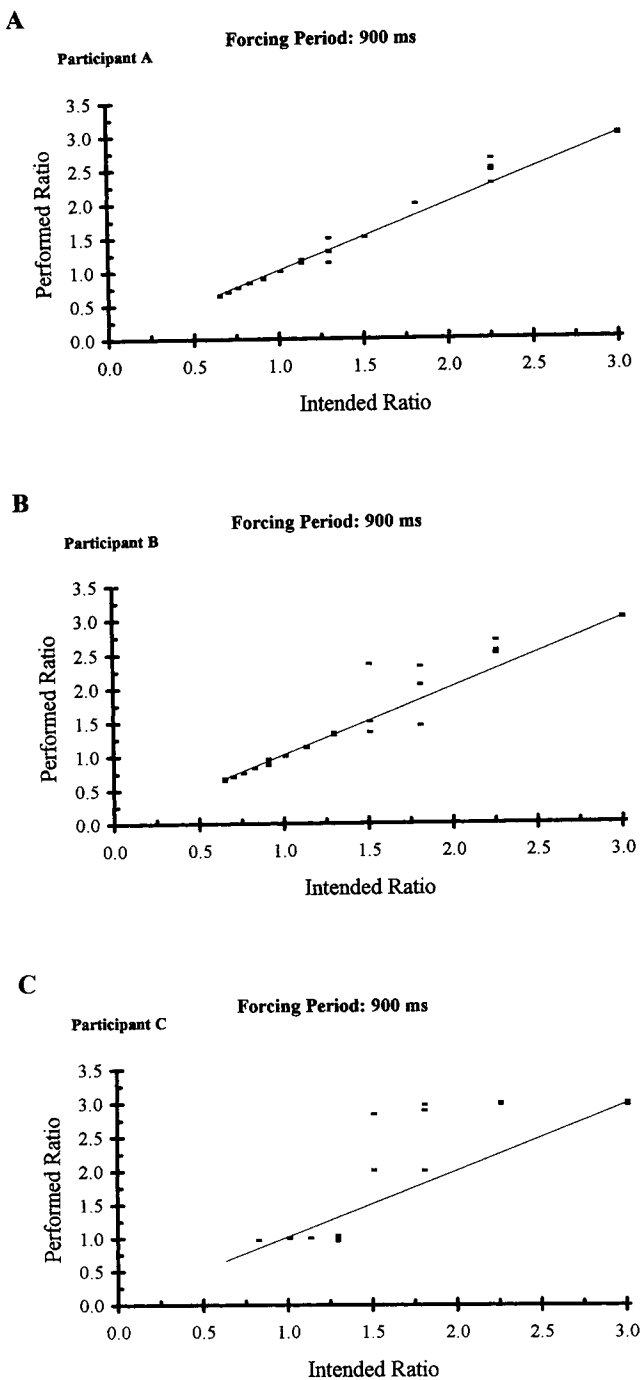 A
Forcing Period: 900 ms
Participant A
3.5
3.0
2.5
2.0
1.5
1.0
0.5
0.0
Performed Ratio
0.0 0.5 1.0 1.5 2.0 2.5 3.0
Intended Ratio
B
Forcing Period: 900 ms
Participant B
3.5
3.0
2.5
2.0
1.5
1.0
0.5
0.0
Performed Ratio
0.0 0.5 1.0 1.5 2.0 2.5 3.0
Intended Ratio
C
Forcing Period: 900 ms
Participant C
3.5
3.0
2.5
2.0
1.5
1.0
0.5
0.0
Performed Ratio
0.0 0.5 1.0 1.5 2.0 2.5 3.0
Intended Ratio